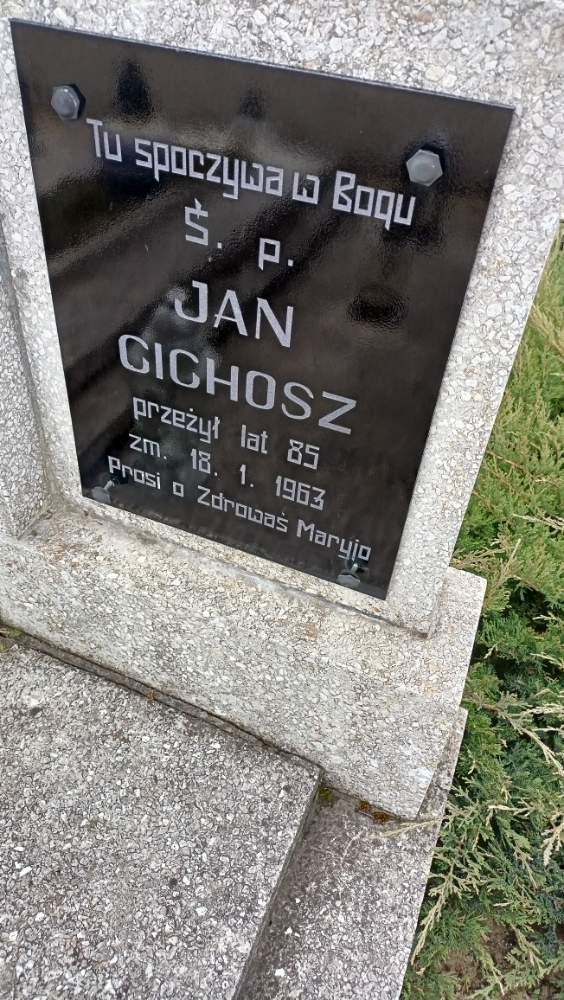 Tu spoczywa w Bogu
Ś. p.
JAN
CICHOSZ
przeżył lat 85
zm. 18. 1. 1963
Prosi o Zdrowaś Maryjo